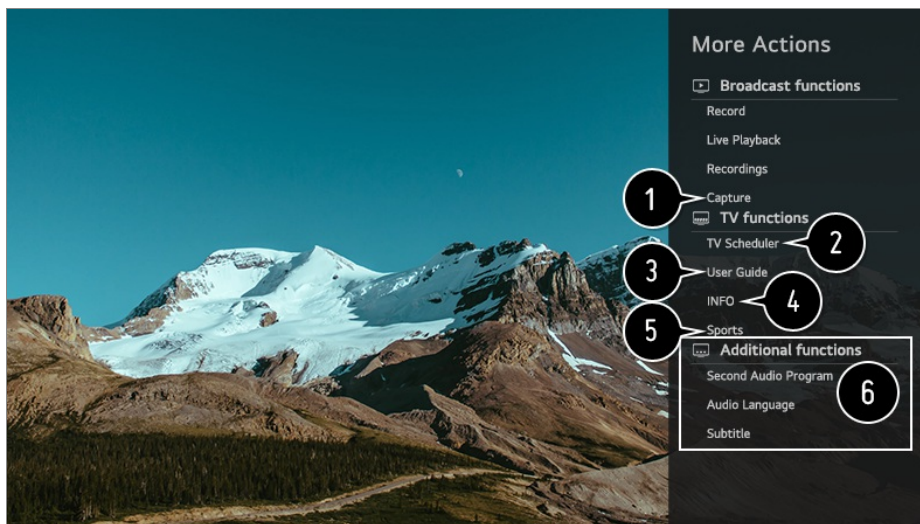 More Actions
Broadcast functions
Record
Live Playback
Recordings
1 Capture
TV functions
TV Scheduler 2
3 User Guide
INFO 4
5 Sports
Additional functions
Second Audio Program
6
Audio Language
Subtitle